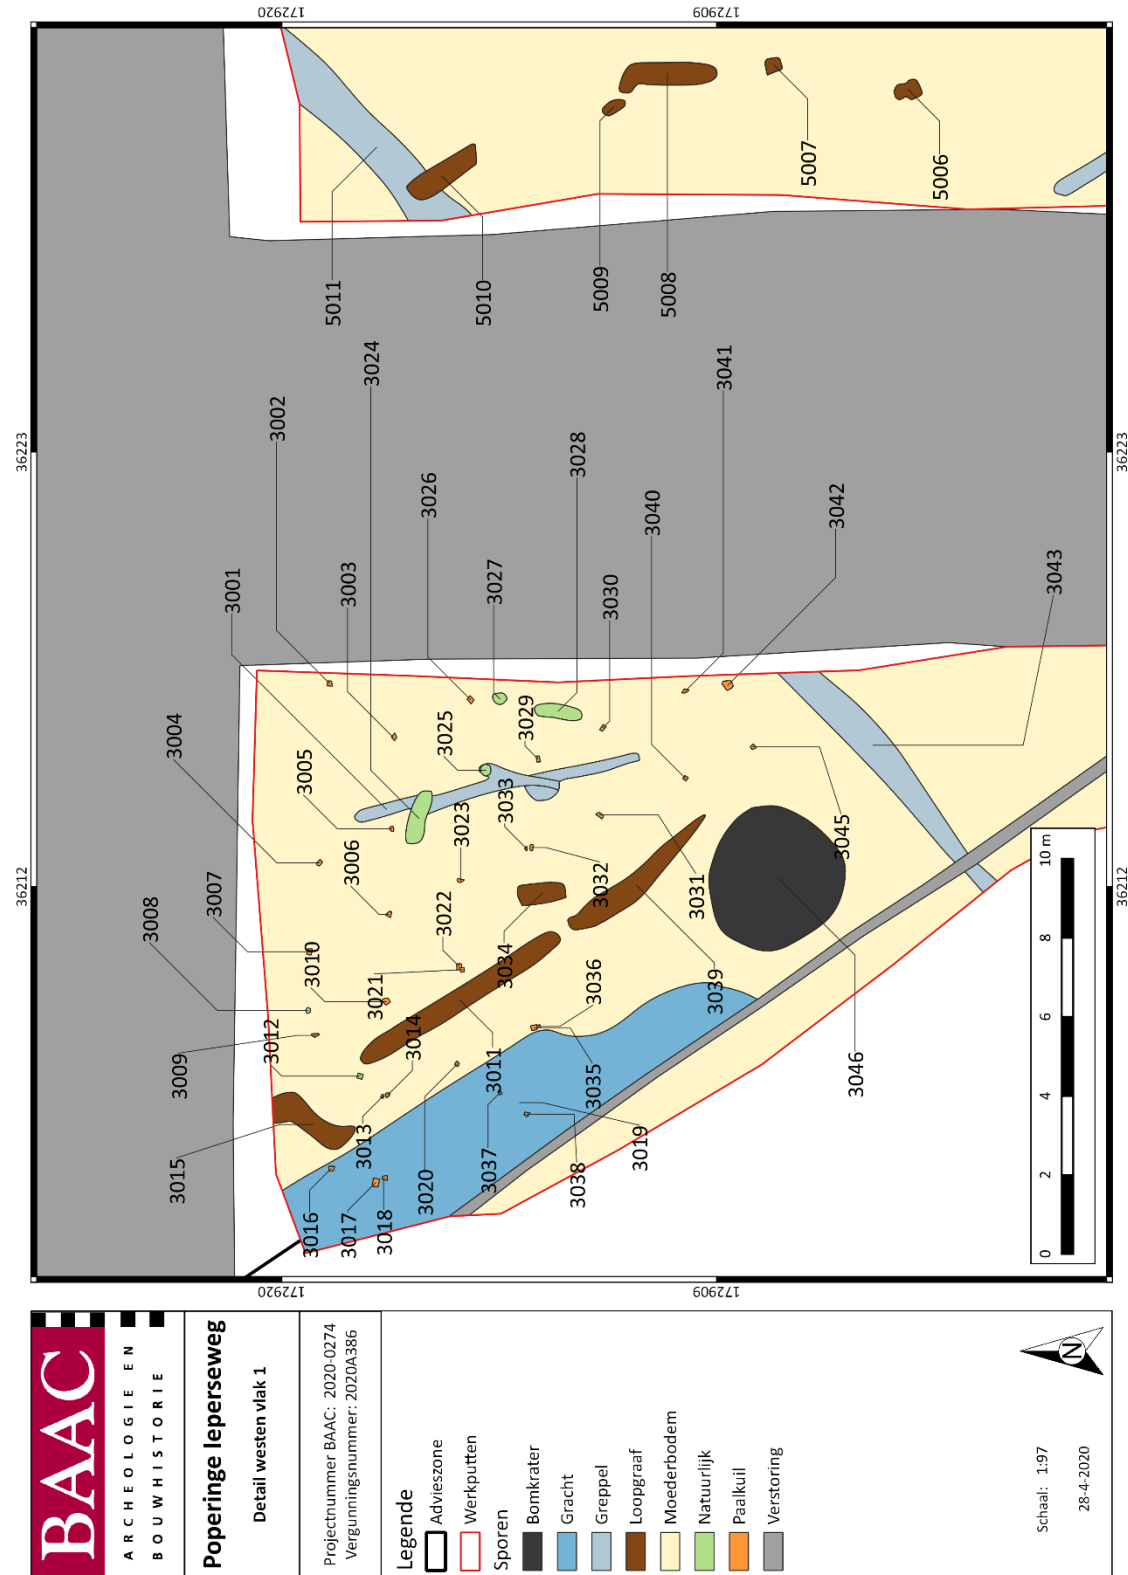 BAAC
ARCHEOLOGIE EN
BOUWHISTORIE
Poperinge Ieperseweg
Detail westen vlak 1
Projectnummer BAAC: 2020-0274
Vergunningsnummer: 2020A386
Legende
Advieszone
Werkputten
Sporen
Bomkrater
Gracht
Greppel
Loopgraaf
Moederbodem
Natuurlijk
Paalkuil
Verstoring
Schaal: 1:97
28-4-2020
N
36212
36223
36212
36223
172920
172909
172920
172909
3001
3002
3003
3004
3005
3006
3007
3008
3009
3010
3011
3012
3013
3014
3015
3016
3017
3018
3019
3020
3021
3022
3023
3024
3025
3026
3027
3028
3029
3030
3031
3032
3033
3034
3035
3036
3037
3038
3039
3040
3041
3042
3043
3045
3046
5006
5007
5008
5009
5010
5011
0 2 4 6 8 10 m